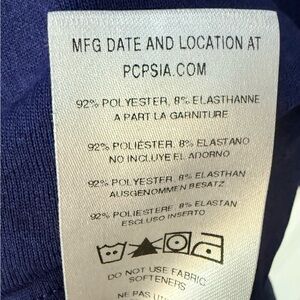 MFG DATE AND LOCATION AT
PCPSIA.COM
92% POLYESTER, 8% ELASTHANNE
A PART LA GARNITURE
92% POLIÉSTER, 8% ELASTANO
NO INCLUYE EL ADORNO
92% POLYESTER, 8% ELASTHAN
AUSGENOMMEN BESATZ
92% POLIESTERE, 8% ELASTAN
ESCLUSO INSERTO
DO NOT USE FABRIC
SOFTENERS
NE PAS